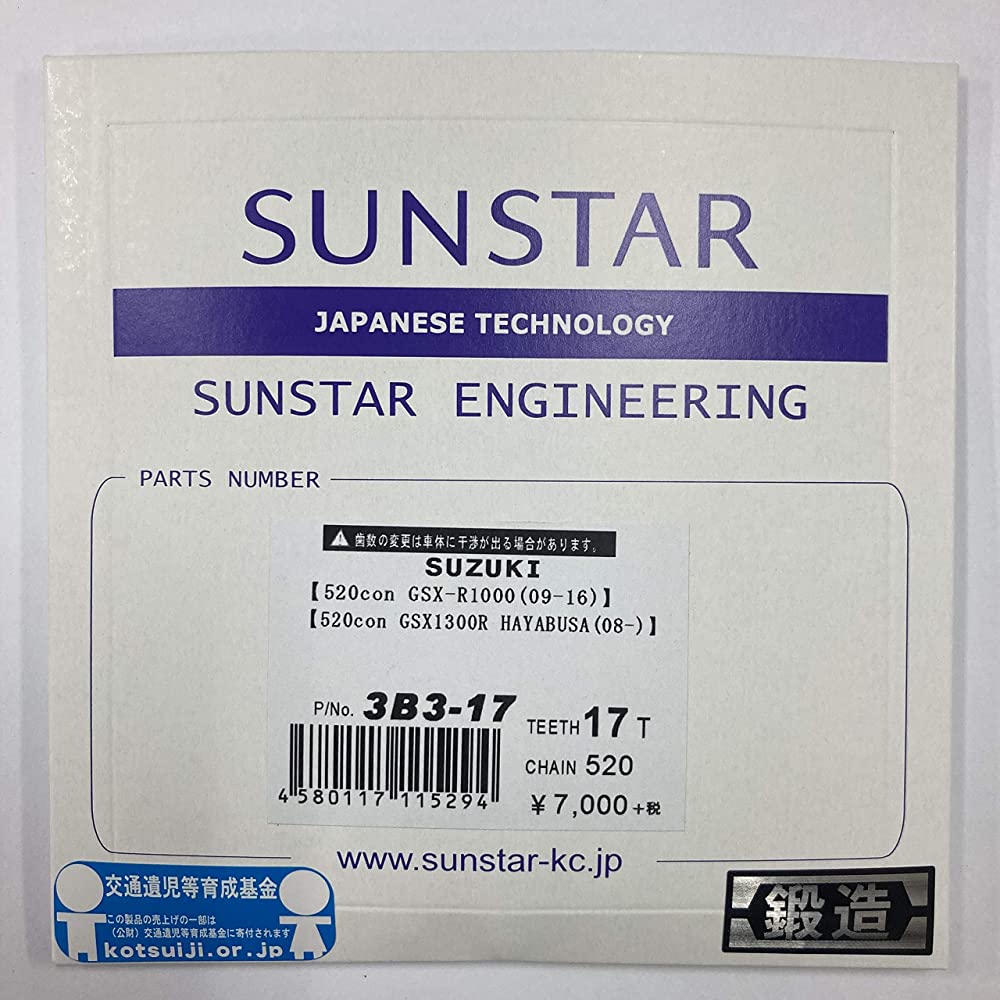 SUNSTAR
JAPANESE TECHNOLOGY
SUNSTAR ENGINEERING
PARTS NUMBER
歯数の変更は車体に干渉が出る場合があります。
SUZUKI
【520con GSX-R1000(09-16)】
【520con GSX1300R HAYABUSA(08-)】
P/No. 3B3-17
TEETH 17 T
CHAIN 520
¥7,000+税
4 580117 115294
www.sunstar-kc.jp
交通遺児等育成基金
この製品の売上げの一部は
(公財)交通遺児等育成基金に寄付されます
kotsuiji.or.jp
鍛造